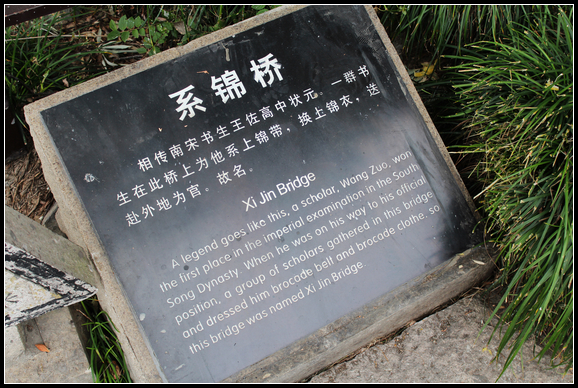 系锦桥
相传南宋书生王佐高中状元。一群书
生在此桥上为他系上锦带，换上锦衣，送
赴外地为官。故名。
Xi Jin Bridge
A legend goes like this, a scholar, Wang Zuo, won
the first place in the imperial examination in the South
Song Dynasty. When he was on his way to his official
position, a group of scholars gathered in this bridge
and dressed him brocade belt and brocade clothe, so
this bridge was named Xi Jin Bridge